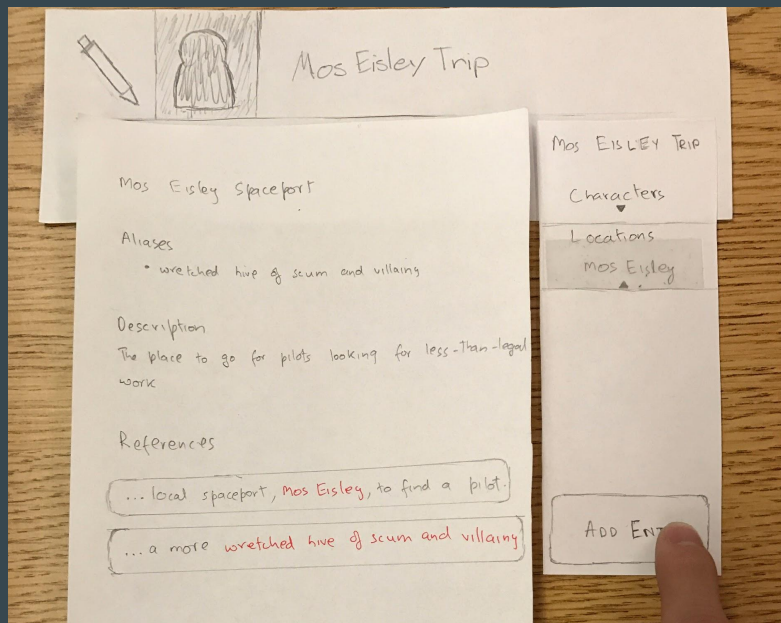 Mos Eisley Trip
Mos Eisley Spaceport
Aliases
• wretched hive of scum and villainy
Description
The place to go for pilots looking for less-than-legal
work
References
... local spaceport, Mos Eisley, to find a pilot.
... a more wretched hive of scum and villainy
MOS EISLEY TRIP
Characters
Locations
Mos Eisley
ADD